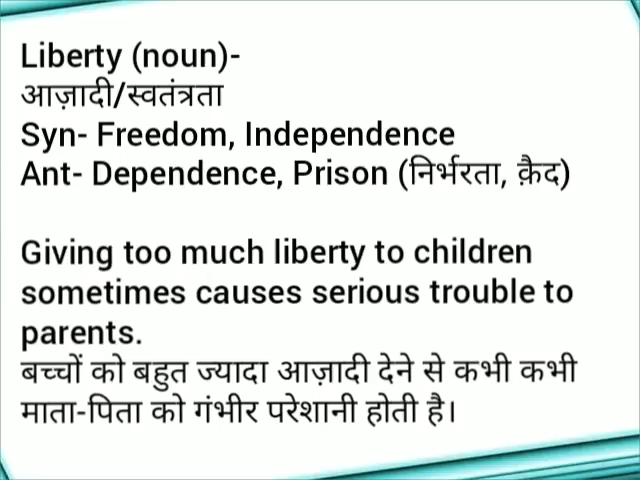 Liberty (noun)-
आज़ादी/स्वतंत्रता
Syn- Freedom, Independence
Ant- Dependence, Prison (निर्भरता, क़ैद)
Giving too much liberty to children
sometimes causes serious trouble to
parents.
बच्चों को बहुत ज्यादा आज़ादी देने से कभी कभी
माता-पिता को गंभीर परेशानी होती है।